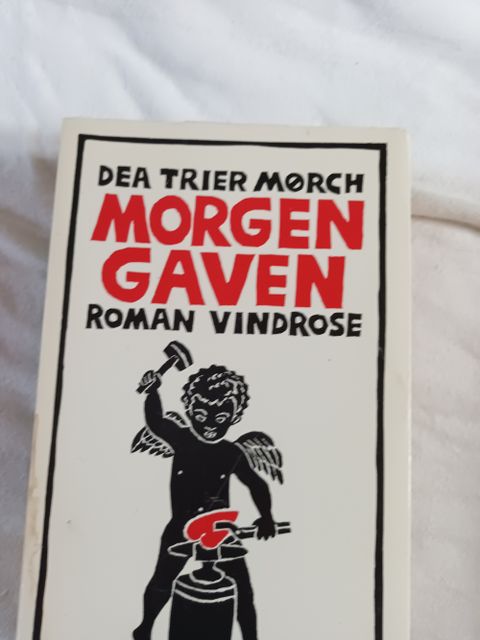 DEA TRIER MØRCH
MORGEN
GAVEN
ROMAN VINDROSE